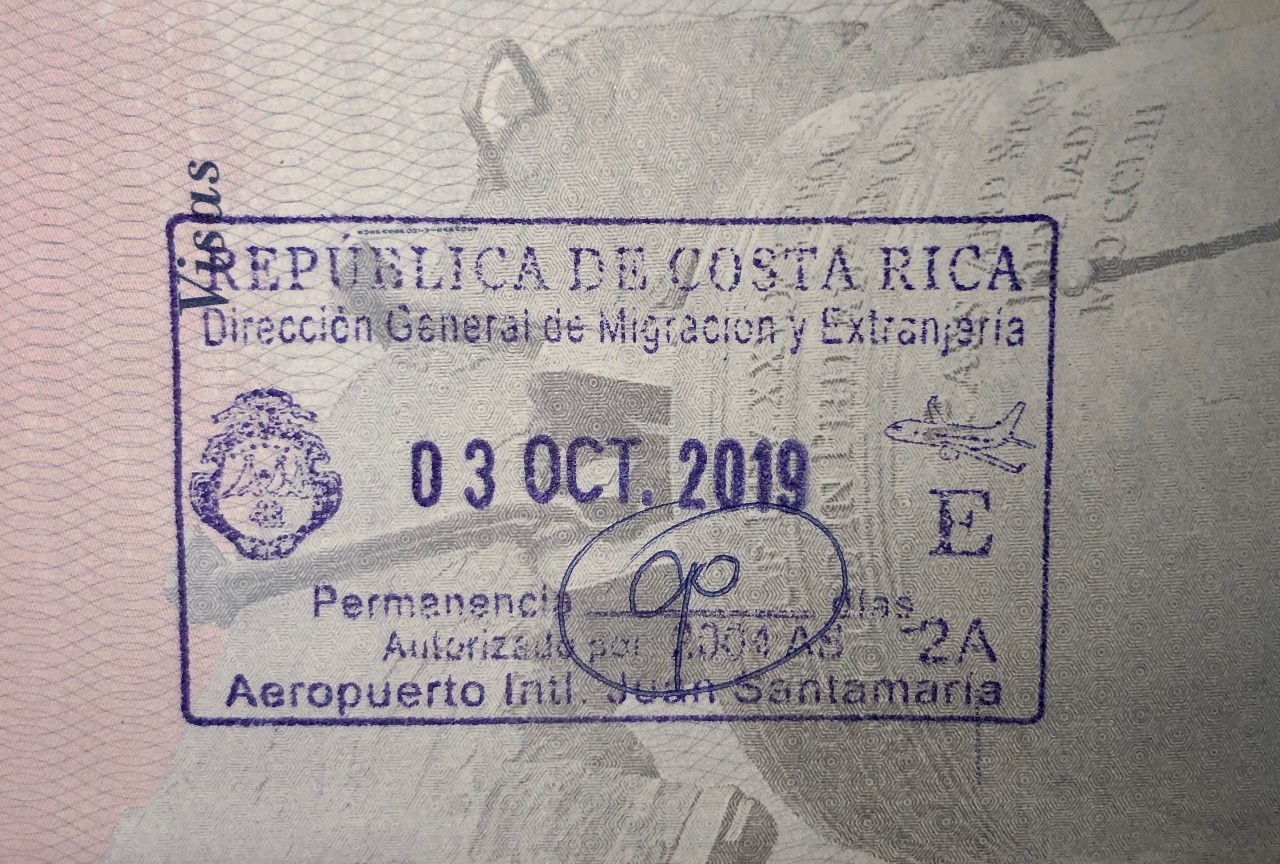 Visas
REPÚBLICA DE COSTA RICA
Dirección General de Migración y Extranjería
03 OCT. 2019
E
Permanencia 90 días
Autorizado por 2A
Aeropuerto Intl. Juan Santamaría